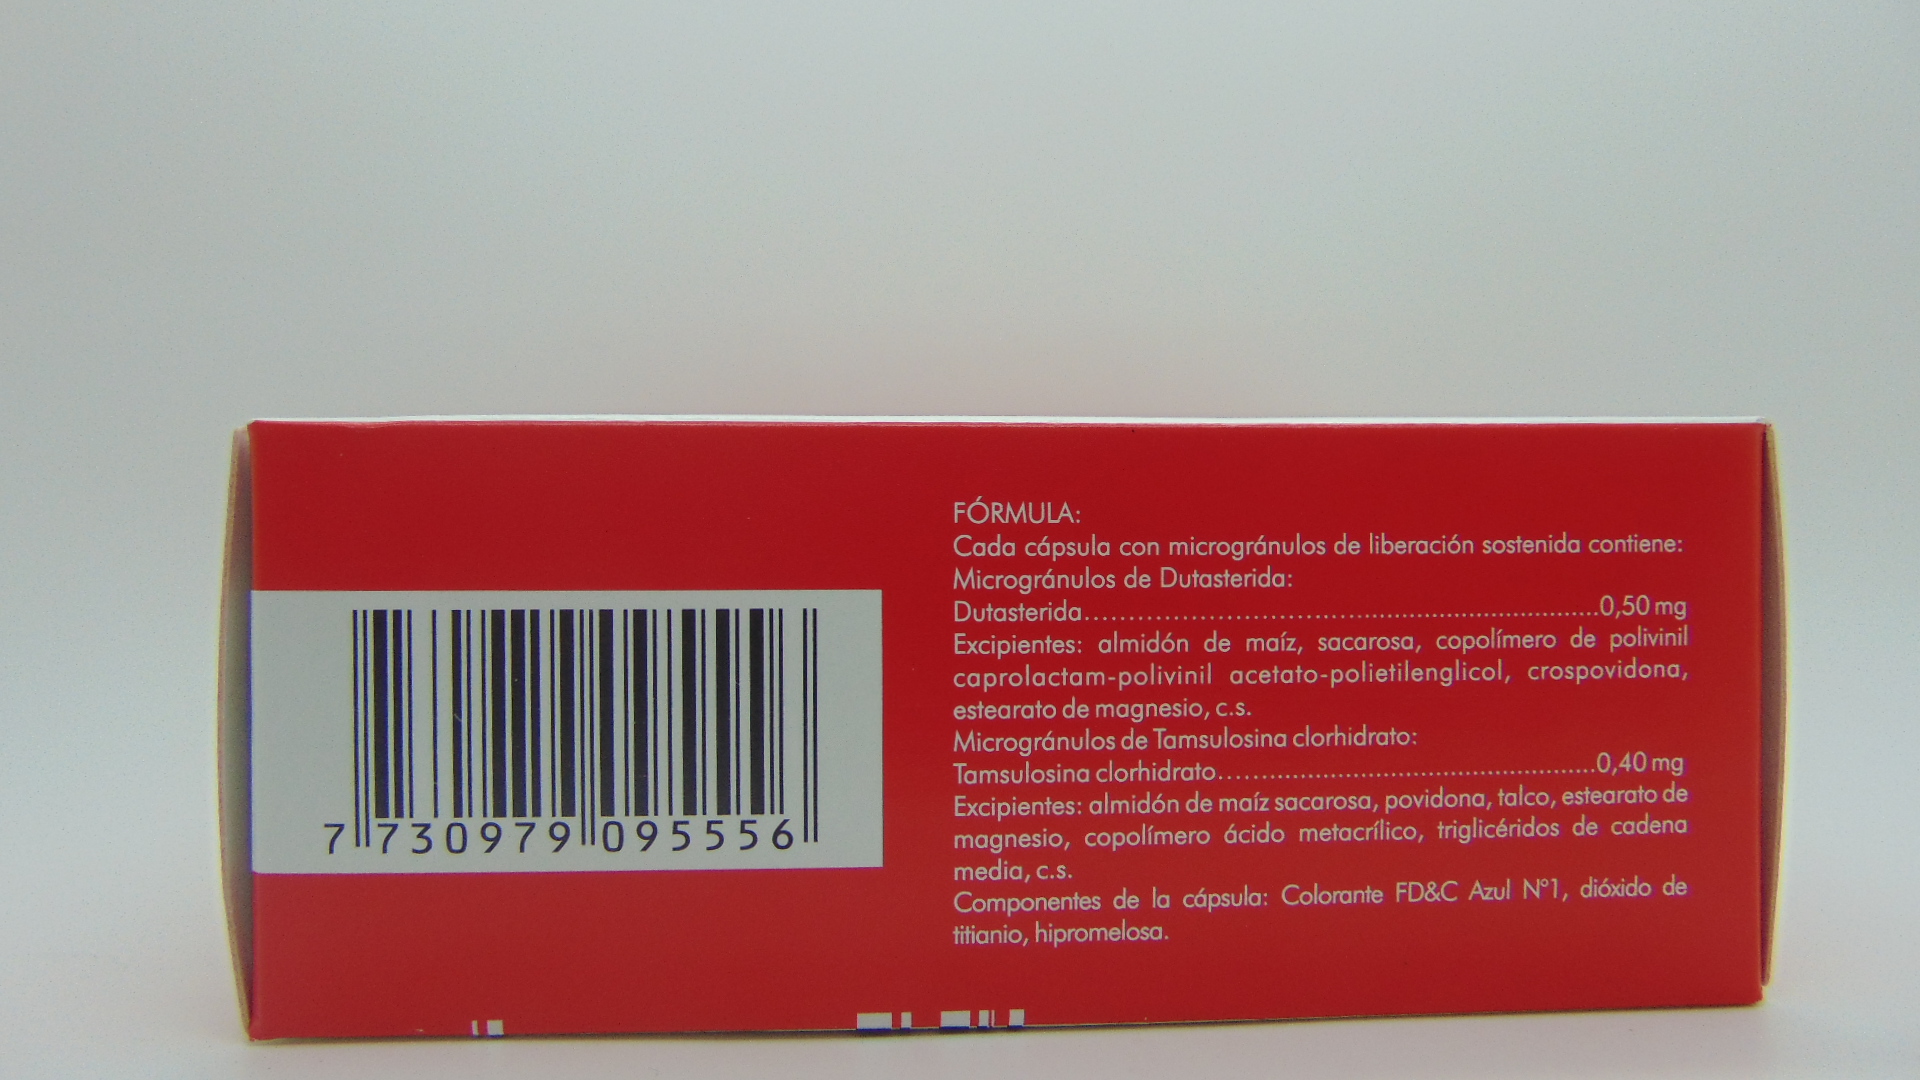 7 730979 095556
FÓRMULA:
Cada cápsula con microgránulos de liberación sostenida contiene:
Microgránulos de Dutasterida:
Dutasterida..........................................................................0,50 mg
Excipientes: almidón de maíz, sacarosa, copolímero de polivinil
caprolactam-polivinil acetato-polietilenglicol, crospovidona,
estearato de magnesio, c.s.
Microgránulos de Tamsulosina clorhidrato:
Tamsulosina clorhidrato......................................................0,40 mg
Excipientes: almidón de maíz sacarosa, povidona, talco, estearato de
magnesio, copolímero ácido metacrílico, triglicéridos de cadena
media, c.s.
Componentes de la cápsula: Colorante FD&C Azul N°1, dióxido de
titianio, hipromelosa.